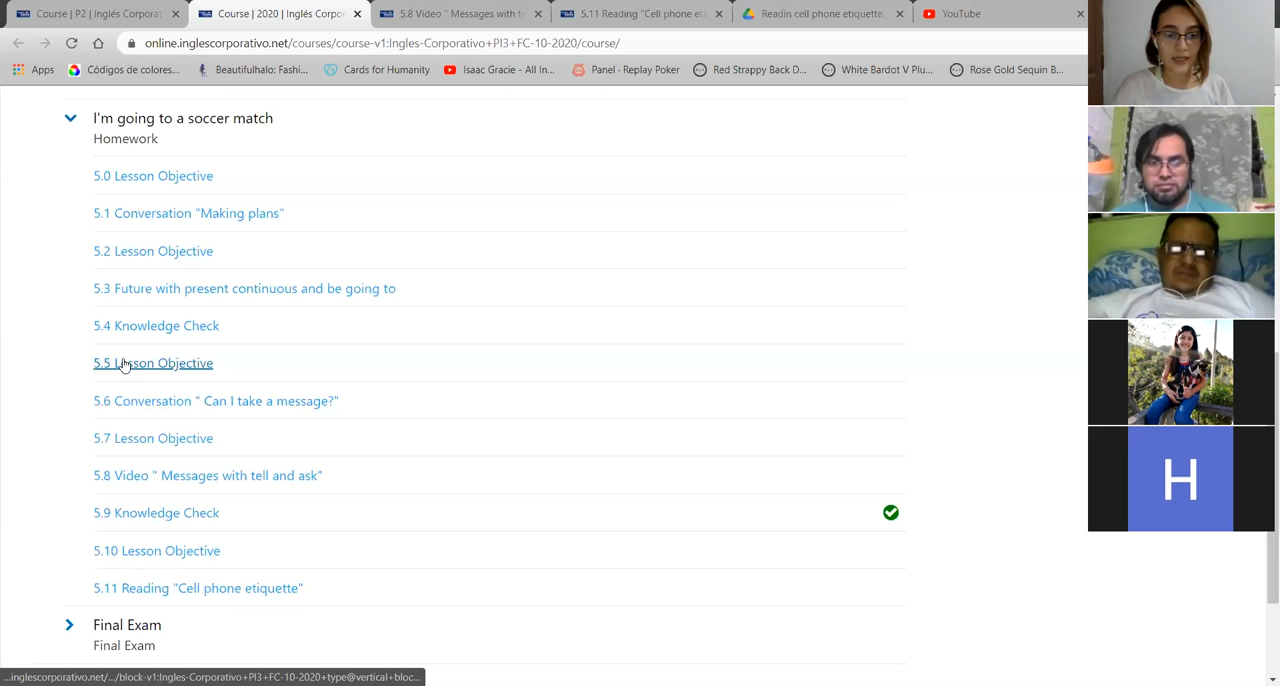 Course | P2 | Inglés Corporat
Course | 2020 | Inglés Corpor
5.8 Video " Messages with te
5.11 Reading "Cell phone eti
Readin cell phone etiquette.
YouTube
online.inglescorporativo.net/courses/course-v1:Ingles-Corporativo+PI3+FC-10-2020/course/
Apps
Códigos de colores...
Beautifulhalo: Fashi...
Cards for Humanity
Isaac Gracie - All In...
Panel · Replay Poker
Red Strappy Back D...
White Bardot V Plu...
Rose Gold Sequin B...
I'm going to a soccer match
Homework
5.0 Lesson Objective
5.1 Conversation "Making plans"
5.2 Lesson Objective
5.3 Future with present continuous and be going to
5.4 Knowledge Check
5.5 Lesson Objective
5.6 Conversation " Can I take a message?"
5.7 Lesson Objective
5.8 Video " Messages with tell and ask"
5.9 Knowledge Check
5.10 Lesson Objective
5.11 Reading "Cell phone etiquette"
Final Exam
Final Exam
...inglescorporativo.net/.../block-v1:Ingles-Corporativo+PI3+FC-10-2020+type@vertical+bloc...
H